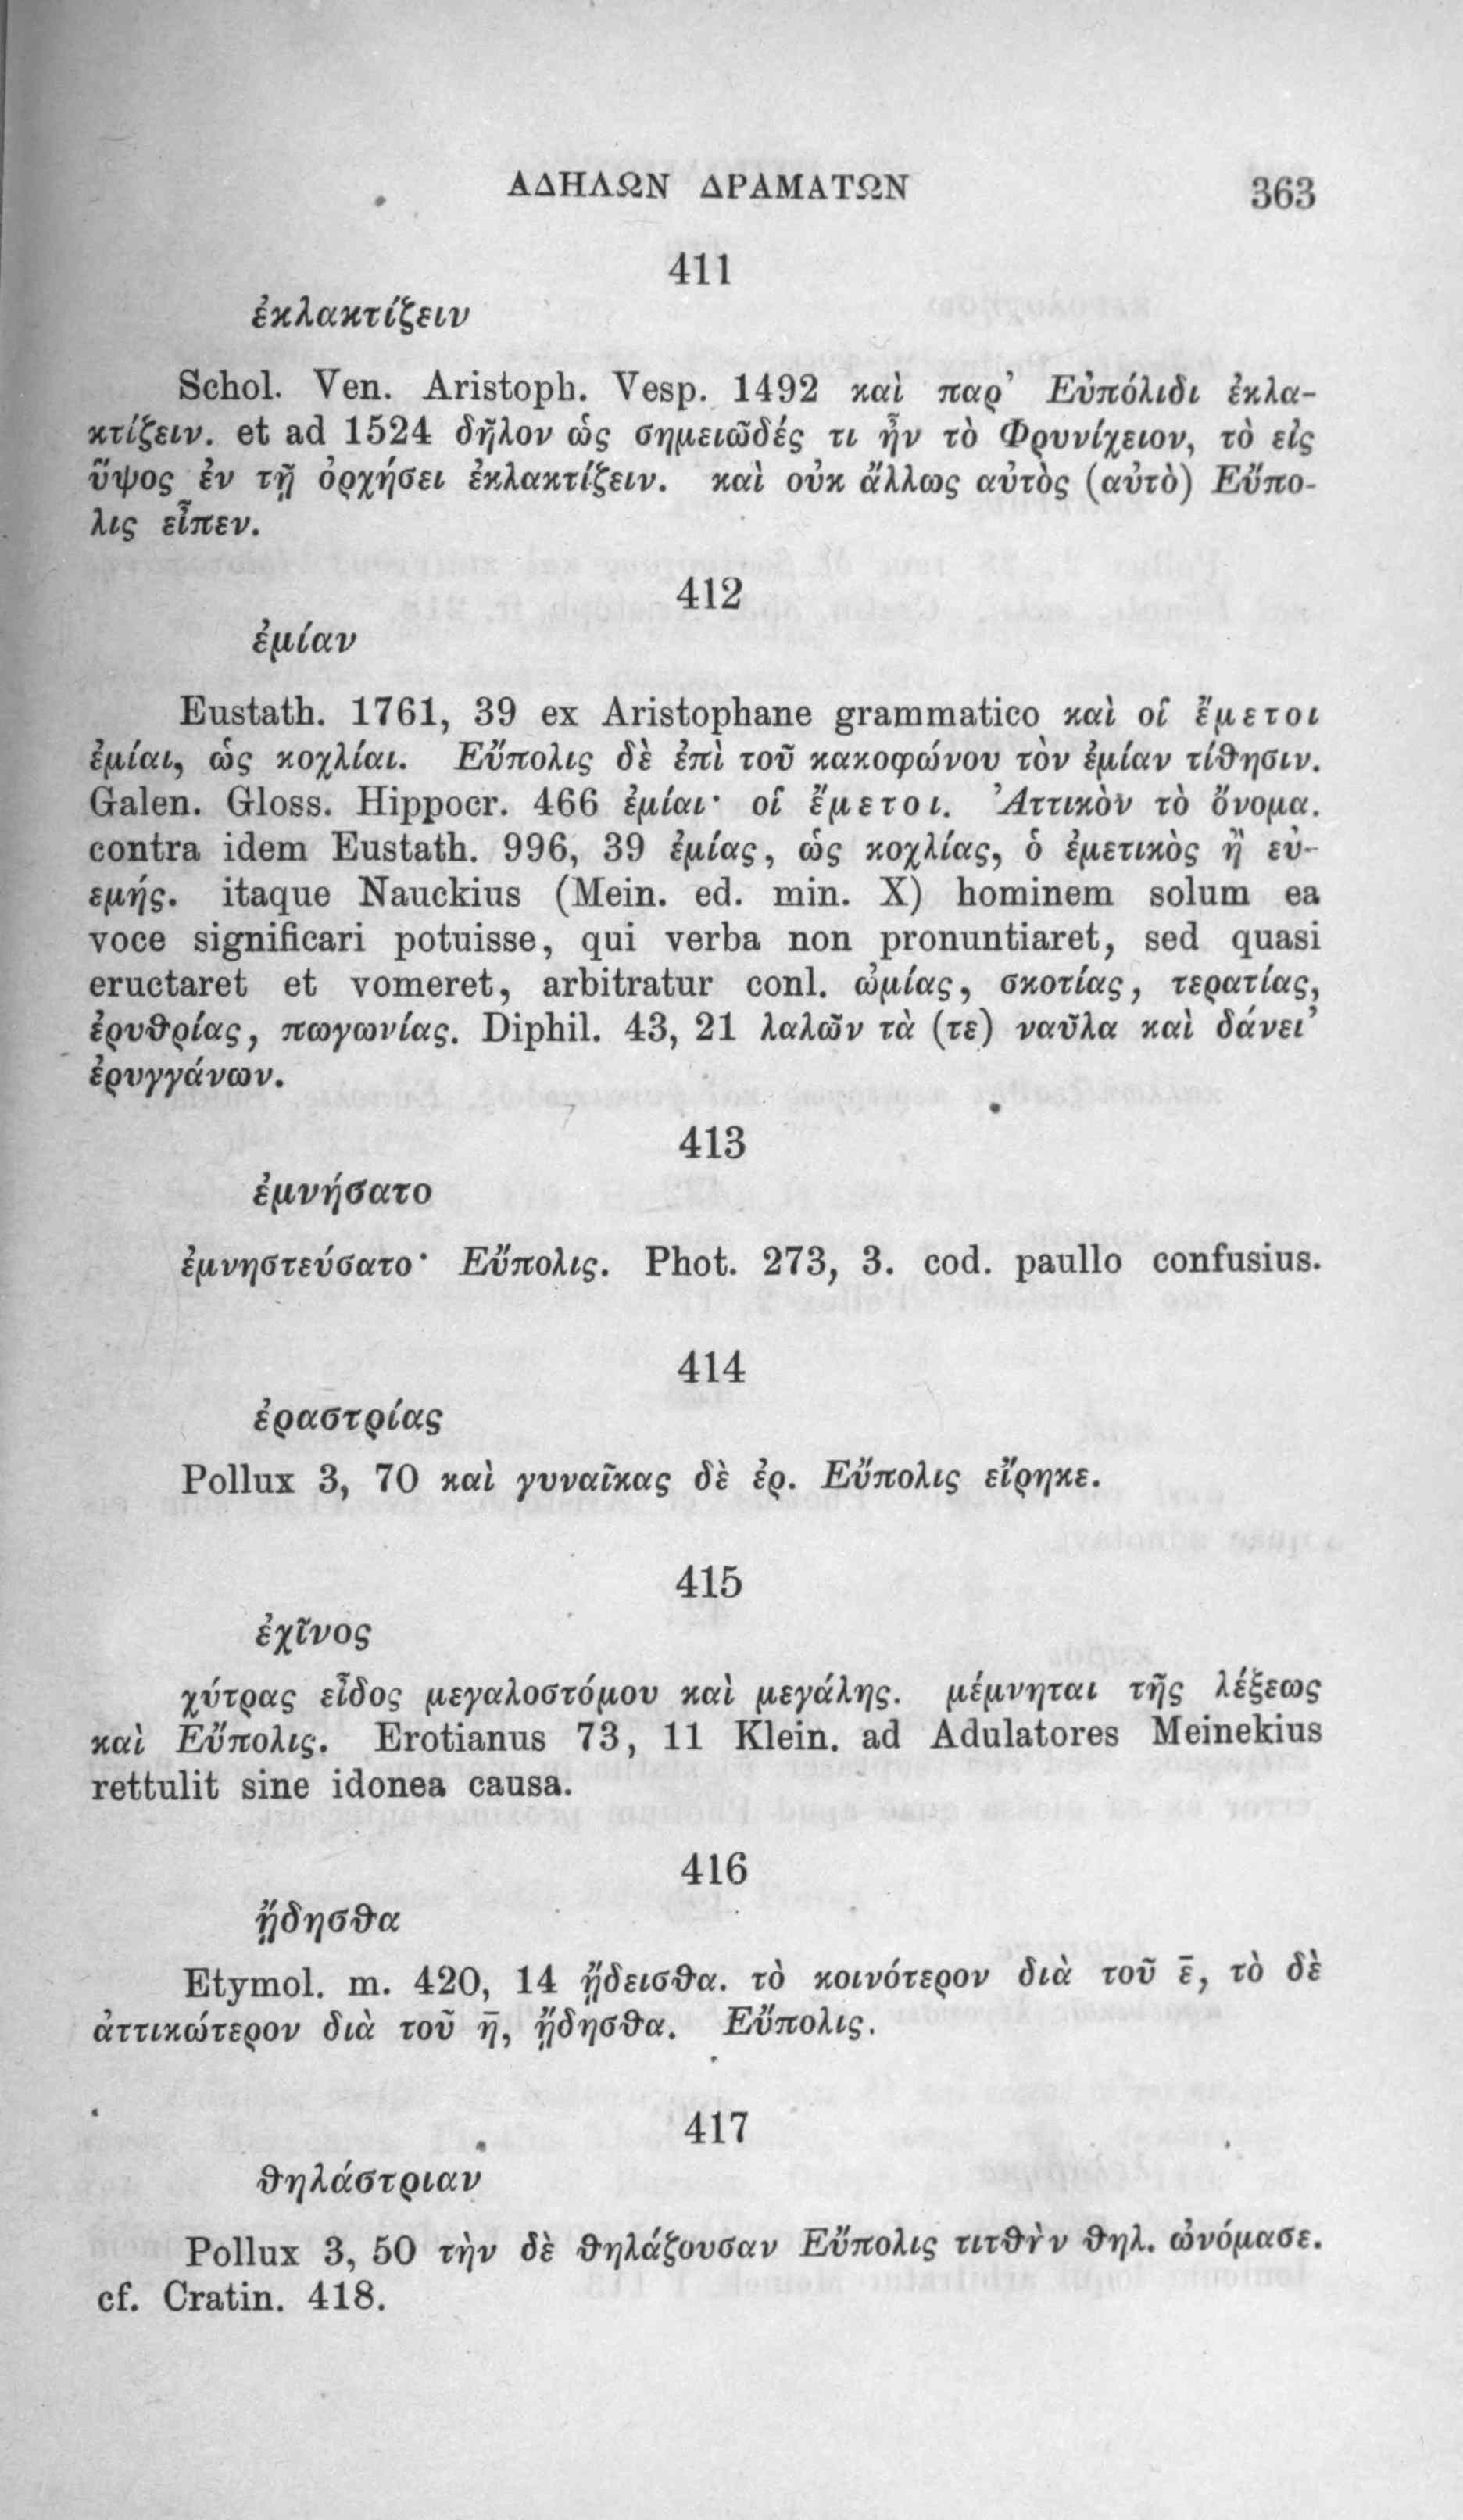 ΑΔΗΛΩΝ ΔΡΑΜΑΤΩΝ 363
411
ἐκλακτίζειν
Schol. Ven. Aristoph. Vesp. 1492 καὶ παρ’ Εὐπόλιδι ἐκλα-
κτίζειν. et ad 1524 δῆλον ὡς σημειῶδές τι ἦν τὸ Φρυνίχειον, τὸ εἰς
ὕψος ἐν τῇ ὀρχήσει ἐκλακτίζειν. καὶ οὐκ ἄλλως αὐτὸς (αὐτὸ) Εὔπο-
λις εἶπεν.
412
ἐμίαν
Eustath. 1761, 39 ex Aristophane grammatico καὶ οἱ ἔμετοι
ἐμίαι, ὡς κοχλίαι. Εὔπολις δὲ ἐπὶ τοῦ κακοφώνου τὸν ἐμίαν τίθησιν.
Galen. Gloss. Hippocr. 466 ἐμίαι· οἱ ἔμετοι. Ἀττικὸν τὸ ὄνομα.
contra idem Eustath. 996, 39 ἐμίας, ὡς κοχλίας, ὁ ἐμετικὸς ἢ εὐ-
εμής. itaque Nauckius (Mein. ed. min. X) hominem solum ea
voce significari potuisse, qui verba non pronuntiaret, sed quasi
eructaret et vomeret, arbitratur conl. ὠμίας, σκοτίας, τερατίας,
ἐρυθρίας, πωγωνίας. Diphil. 43, 21 λαλῶν τὰ (τε) ναῦλα καὶ δάνει’
ἐρυγγάνων.
413
ἐμνήσατο
ἐμνηστεύσατο· Εὔπολις. Phot. 273, 3. cod. paullo confusius.
414
ἐραστρίας
Pollux 3, 70 καὶ γυναῖκας δὲ ἐρ. Εὔπολις εἴρηκε.
415
ἐχῖνος
χύτρας εἶδος μεγαλοστόμου καὶ μεγάλης. μέμνηται τῆς λέξεως
καὶ Εὔπολις. Erotianus 73, 11 Klein. ad Adulatores Meinekius
rettulit sine idonea causa.
416
ᾔδησθα
Etymol. m. 420, 14 ᾔδεισθα. τὸ κοινότερον διὰ τοῦ ε̄, τὸ δὲ
ἀττικώτερον διὰ τοῦ η̄, ᾔδησθα. Εὔπολις.
417
θηλάστριαν
Pollux 3, 50 τὴν δὲ θηλάζουσαν Εὔπολις τιτθὴν θηλ. ὠνόμασε.
cf. Cratin. 418.